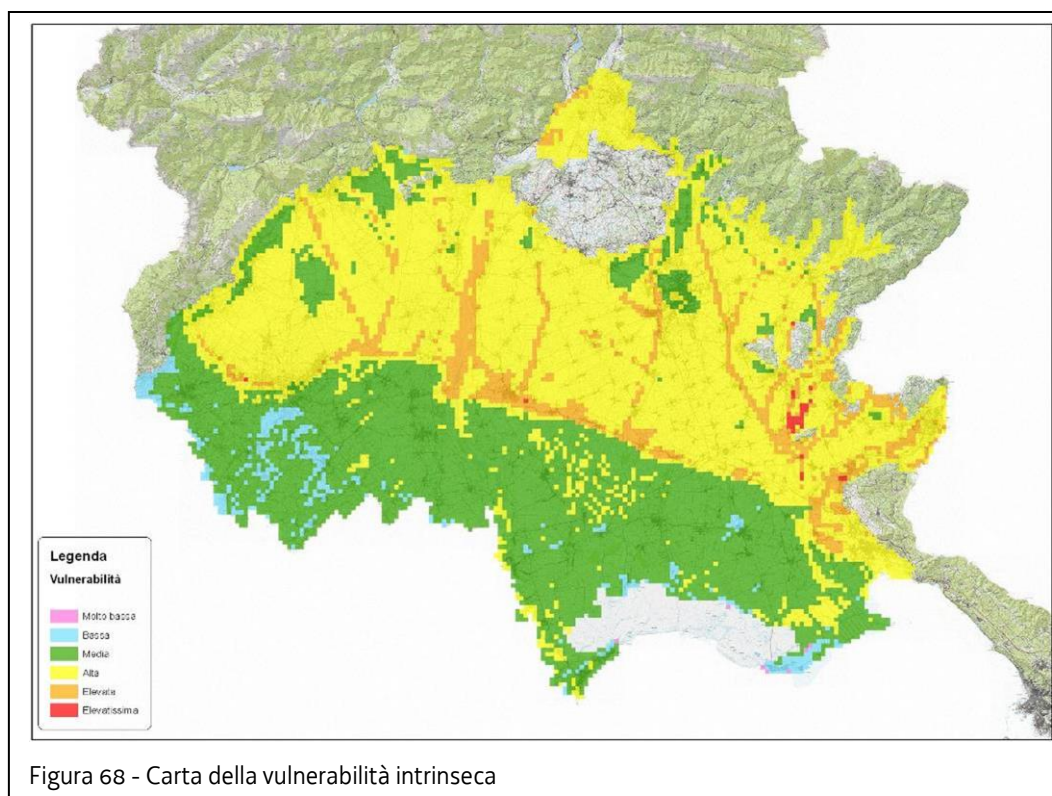 Legenda
Vulnerabilità
Molto bassa
Bassa
Media
Alta
Elevata
Elevatissima
Figura 68 - Carta della vulnerabilità intrinseca